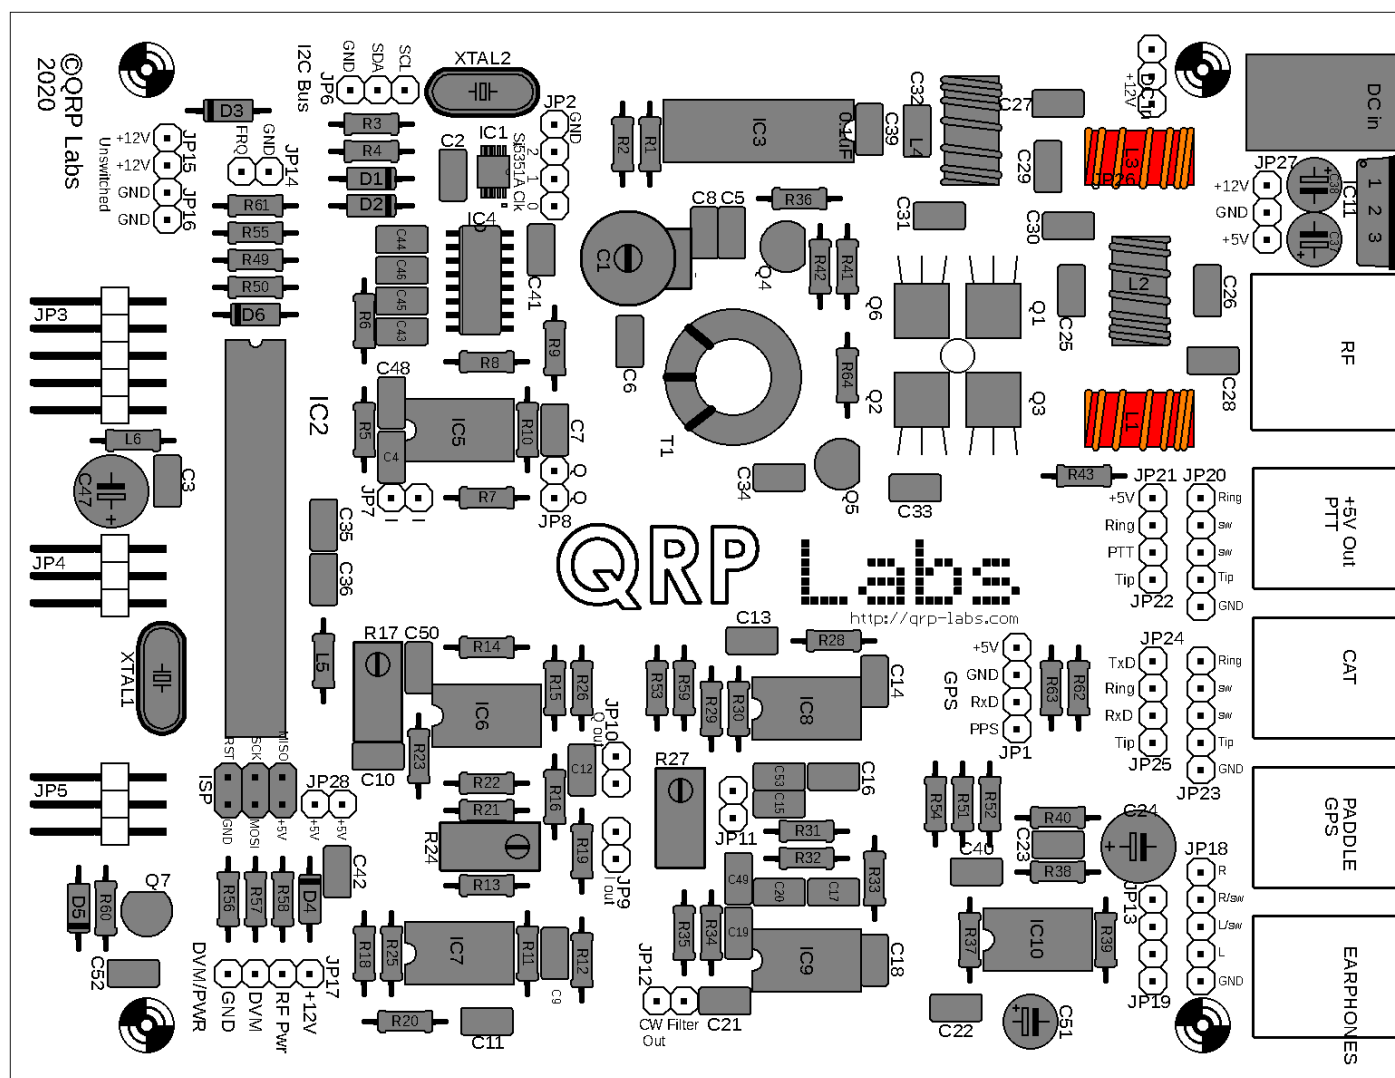 ©QRP Labs
2020
I2C Bus
GND
SDA
SCL
JP6
XTAL2
D3
FRQ
GND
JP14
+12V
+12V
GND
GND
JP15
JP16
Unswitched
R3
R4
D1
D2
C2
IC1
Si5351A
Clk
JP2
GND
2
1
0
R2
R1
IC3
0.1uF
C39
C32
L4
C27
C29
+12V
DC in
L3
JP26
JP27
+12V
GND
+5V
C38
C37
IC11
1
2
3
R61
R55
R49
R50
D6
C44
C46
C45
C43
IC4
C41
R6
R8
R9
C1
C8
C5
R36
Q4
R42
R41
C31
C30
C6
Q6
Q1
C25
L2
C26
RF
JP3
C48
IC2
R5
C4
IC5
R10
C7
Q
Q
JP8
R7
JP7
I
I
T1
R64
Q2
Q3
L1
C28
C34
Q5
C33
R43
L6
C47
C3
C35
C36
JP4
QRP
Labs
http://qrp-labs.com
JP21
+5V
Ring
PTT
Tip
JP22
JP20
Ring
sw
sw
Tip
GND
+5V Out
PTT
XTAL1
L5
R17
C50
R14
IC6
R15
R26
C10
R23
Q out
JP10
C13
R28
R53
R59
R29
R30
IC8
C14
GPS
+5V
GND
RxD
PPS
JP1
R63
R62
JP24
TxD
Ring
RxD
Tip
JP25
Ring
sw
sw
Tip
GND
JP23
CAT
JP5
ISP
RST
SCK
MISO
GND
MOSI
+5V
JP28
+5V
+5V
R22
R21
R24
R13
R16
C12
R19
JP9
I out
R27
JP11
C53
C15
C16
R31
R32
C49
C20
C17
R33
R54
R51
R52
R40
C23
R38
C24
C40
PADDLE
GPS
JP18
R
R/sw
L/sw
L
GND
JP13
JP19
D5
R60
Q7
R56
R57
R58
D4
C42
C52
DVM/PWR
GND
DVM
RF Pwr
+12V
JP17
R18
R25
IC7
R11
C9
R12
R20
C11
R35
R34
C19
IC9
C18
JP12
CW Filter
Out
C21
R37
IC10
R39
C22
C51
EARPHONES